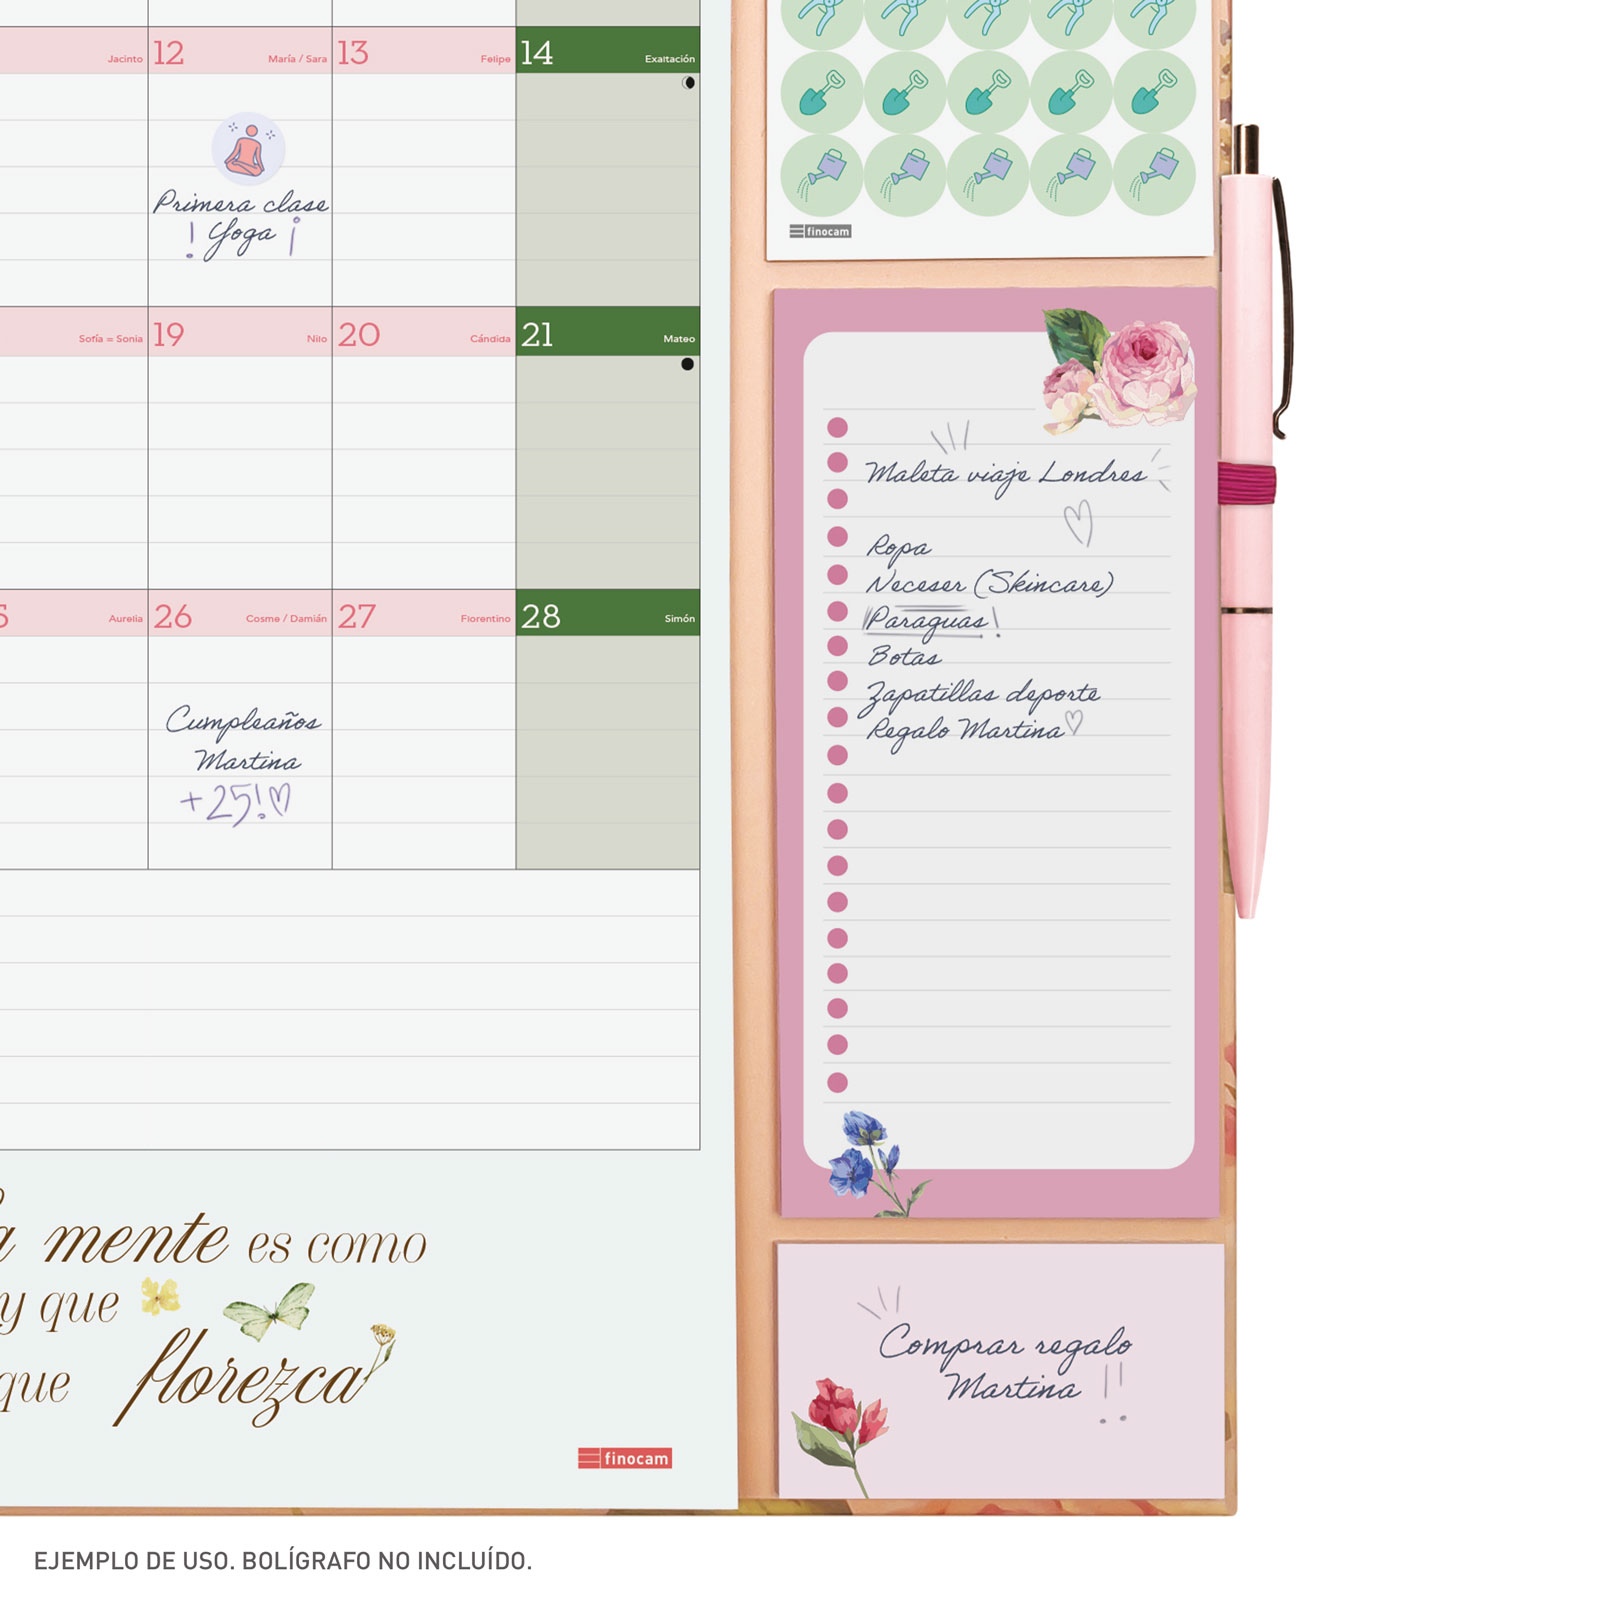 Jacinto
12
María / Sara
13
Felipe
14
Exaltación
Primera clase
! Yoga ¡
finocam
Sofía = Sonia
19
Nilo
20
Cándida
21
Mateo
Maleta viaje Londres
Ropa
Neceser (Skincare)
Paraguas!
Botas
Zapatillas deporte
Regalo Martina
5
Aurelia
26
Cosme / Damián
27
Florentino
28
Simón
Cumpleaños
Martina
+25!
a mente es como
y que
que florezca
finocam
Comprar regalo
Martina !!
EJEMPLO DE USO. BOLÍGRAFO NO INCLUÍDO.